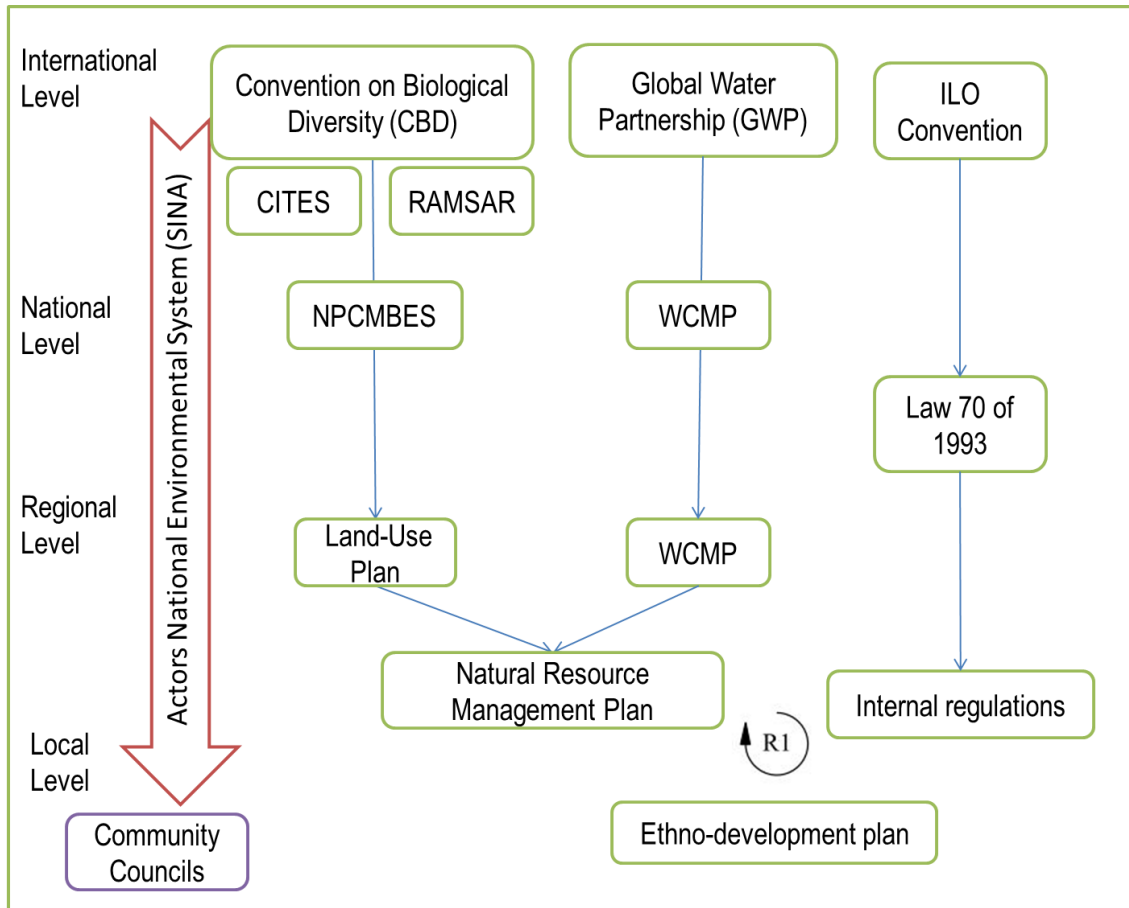 International
Level
Convention on Biological
Diversity (CBD)
Global Water
Partnership (GWP)
ILO
Convention
CITES
RAMSAR
Actors National Environmental System (SINA)
National
Level
NPCMBES
WCMP
Law 70 of
1993
Regional
Level
Land-Use
Plan
WCMP
Natural Resource
Management Plan
Internal regulations
R1
Local
Level
Community
Councils
Ethno-development plan